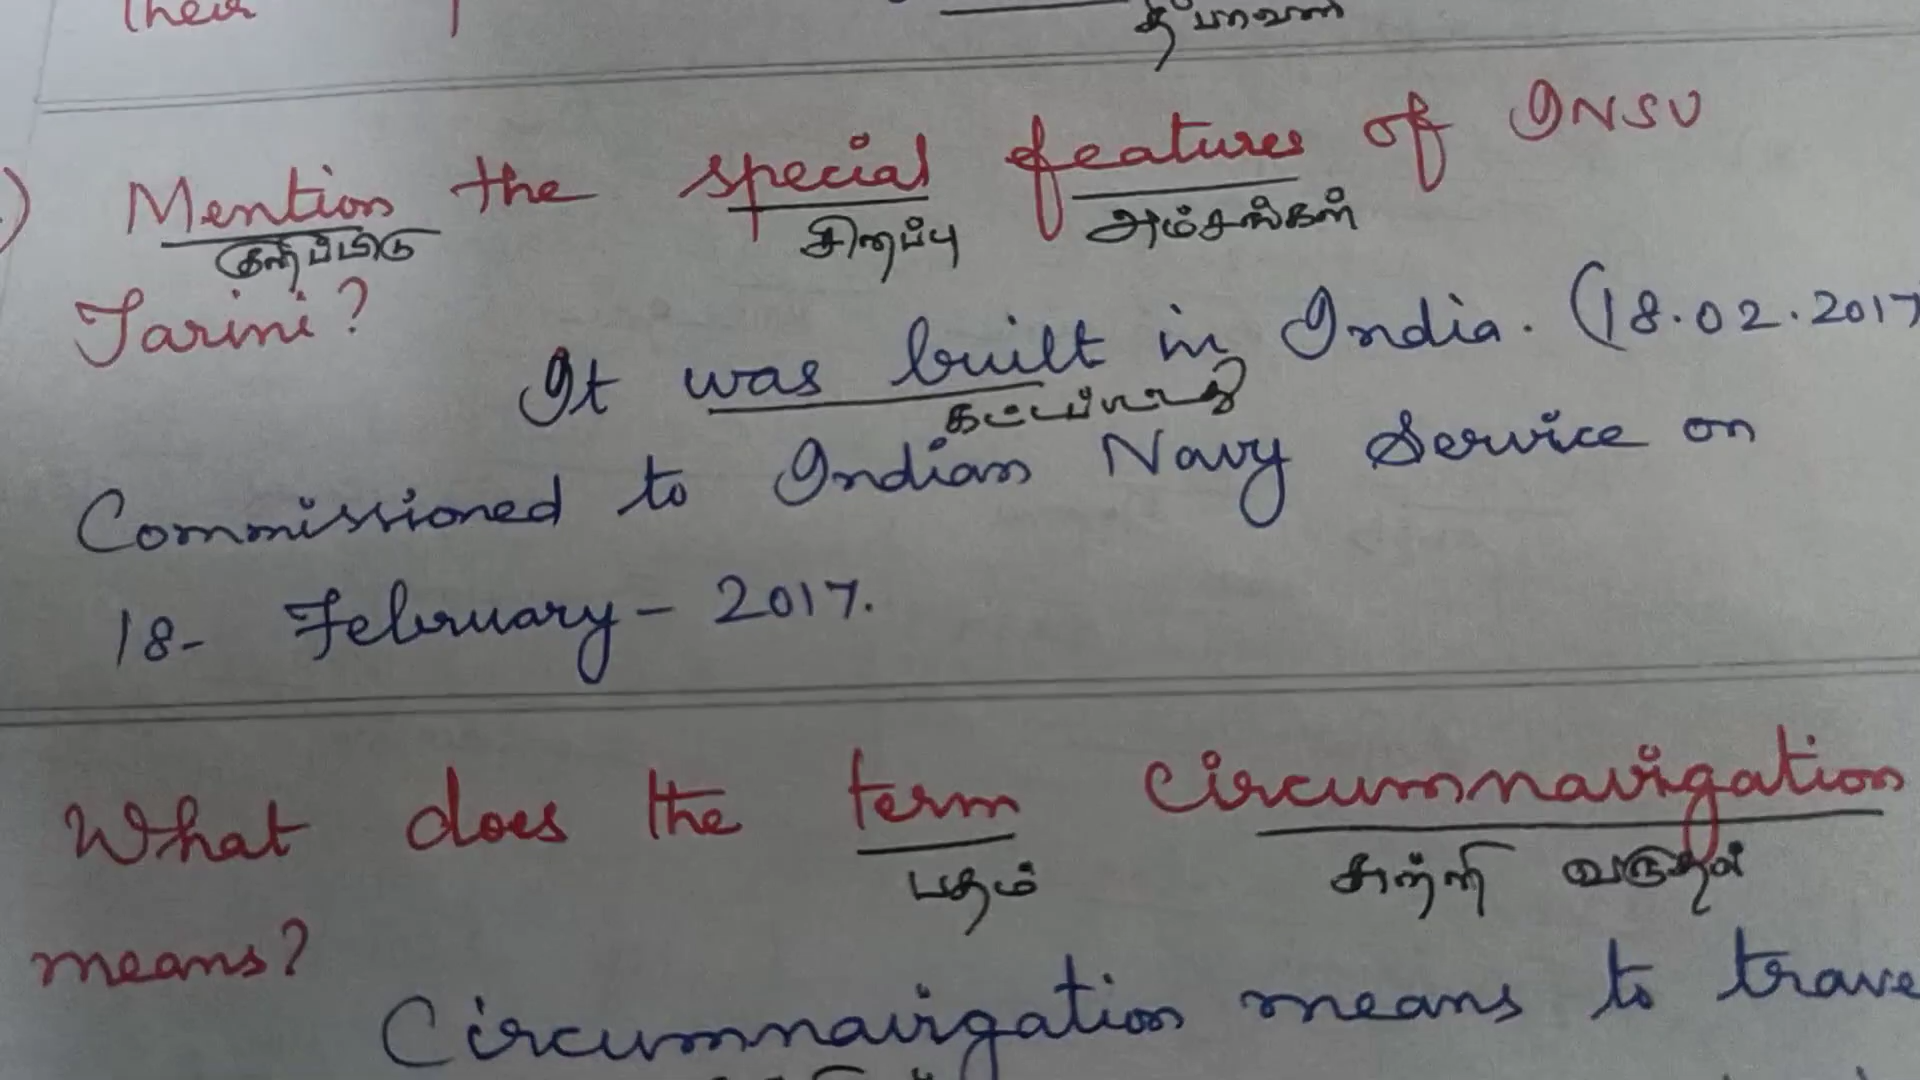 their
தீபாவளி
Mention the special features of INSV
குறிப்பிடு சிறப்பு அம்சங்கள்
Tarini?
It was built in India. (18.02.2017
கட்டப்பட்டது
Commissioned to Indian Navy Service on
18- February - 2017.
What does the term circumnavigation
பதம் சுற்றி வருதல்
means?
Circumnavigation means to trave